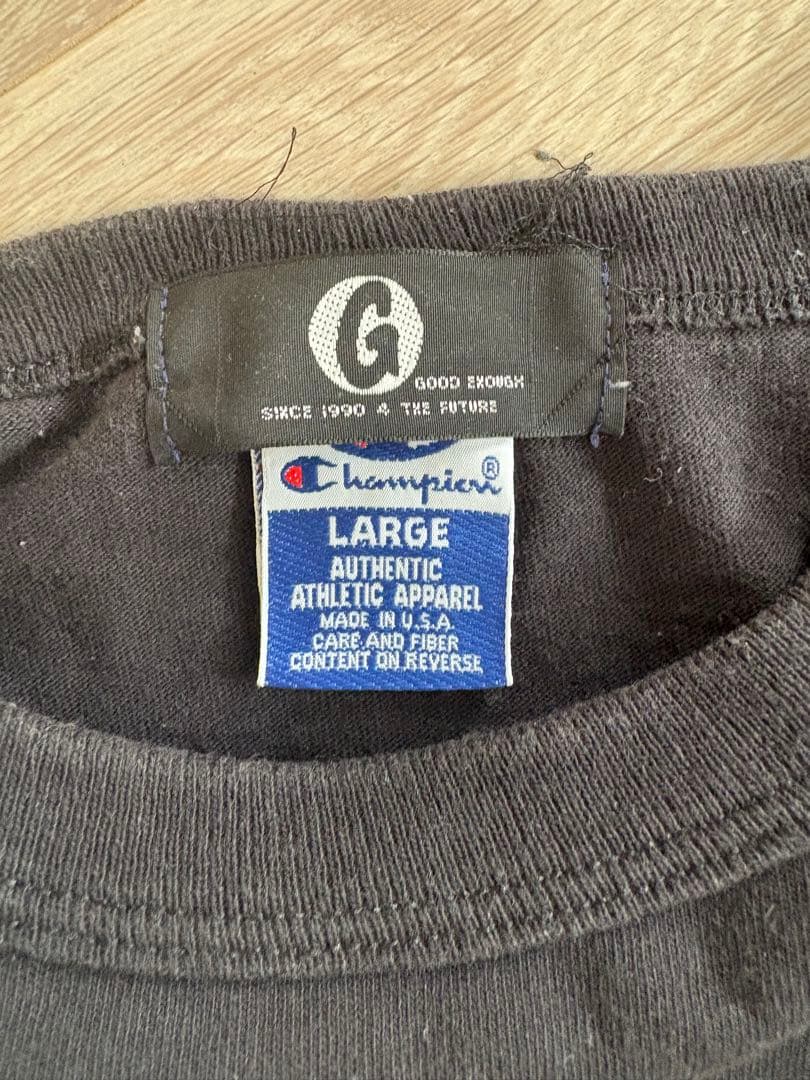 G
GOOD ENOUGH
SINCE 1990 4 THE FUTURE
Champion®
LARGE
AUTHENTIC
ATHLETIC APPAREL
MADE IN U.S.A.
CARE AND FIBER
CONTENT ON REVERSE